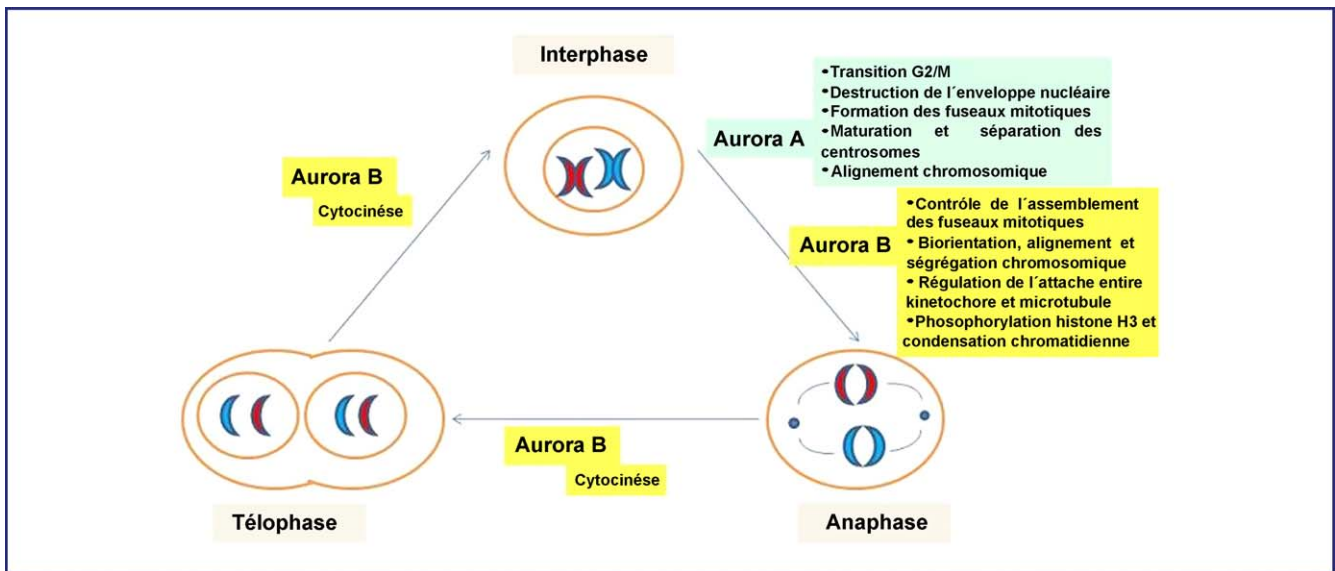 Interphase
Aurora A
•Transition G2/M
•Destruction de l´enveloppe nucléaire
•Formation des fuseaux mitotiques
•Maturation et séparation des
centrosomes
•Alignement chromosomique
Aurora B
•Contróle de l´assemblement
des fuseaux mitotiques
• Biorientation, alignement et
ségrégation chromosomique
• Régulation de l´attache entire
kinetochore et microtubule
•Phosophorylation histone H3 et
condensation chromatidienne
Aurora B
Cytocinése
Aurora B
Cytocinése
Télophase
Anaphase